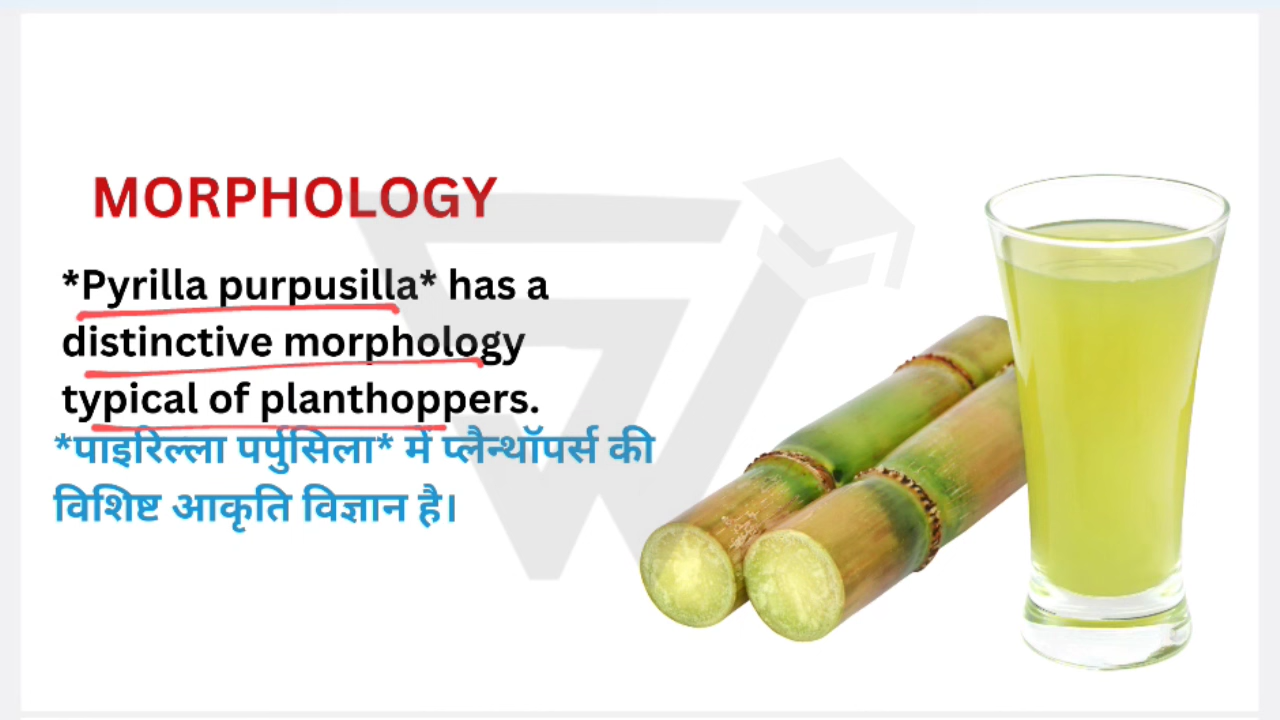 MORPHOLOGY
*Pyrilla purpusilla* has a
distinctive morphology
typical of planthoppers.
*पाइरिल्ला पर्पुसिला* में प्लैन्थॉपर्स की
विशिष्ट आकृति विज्ञान है।